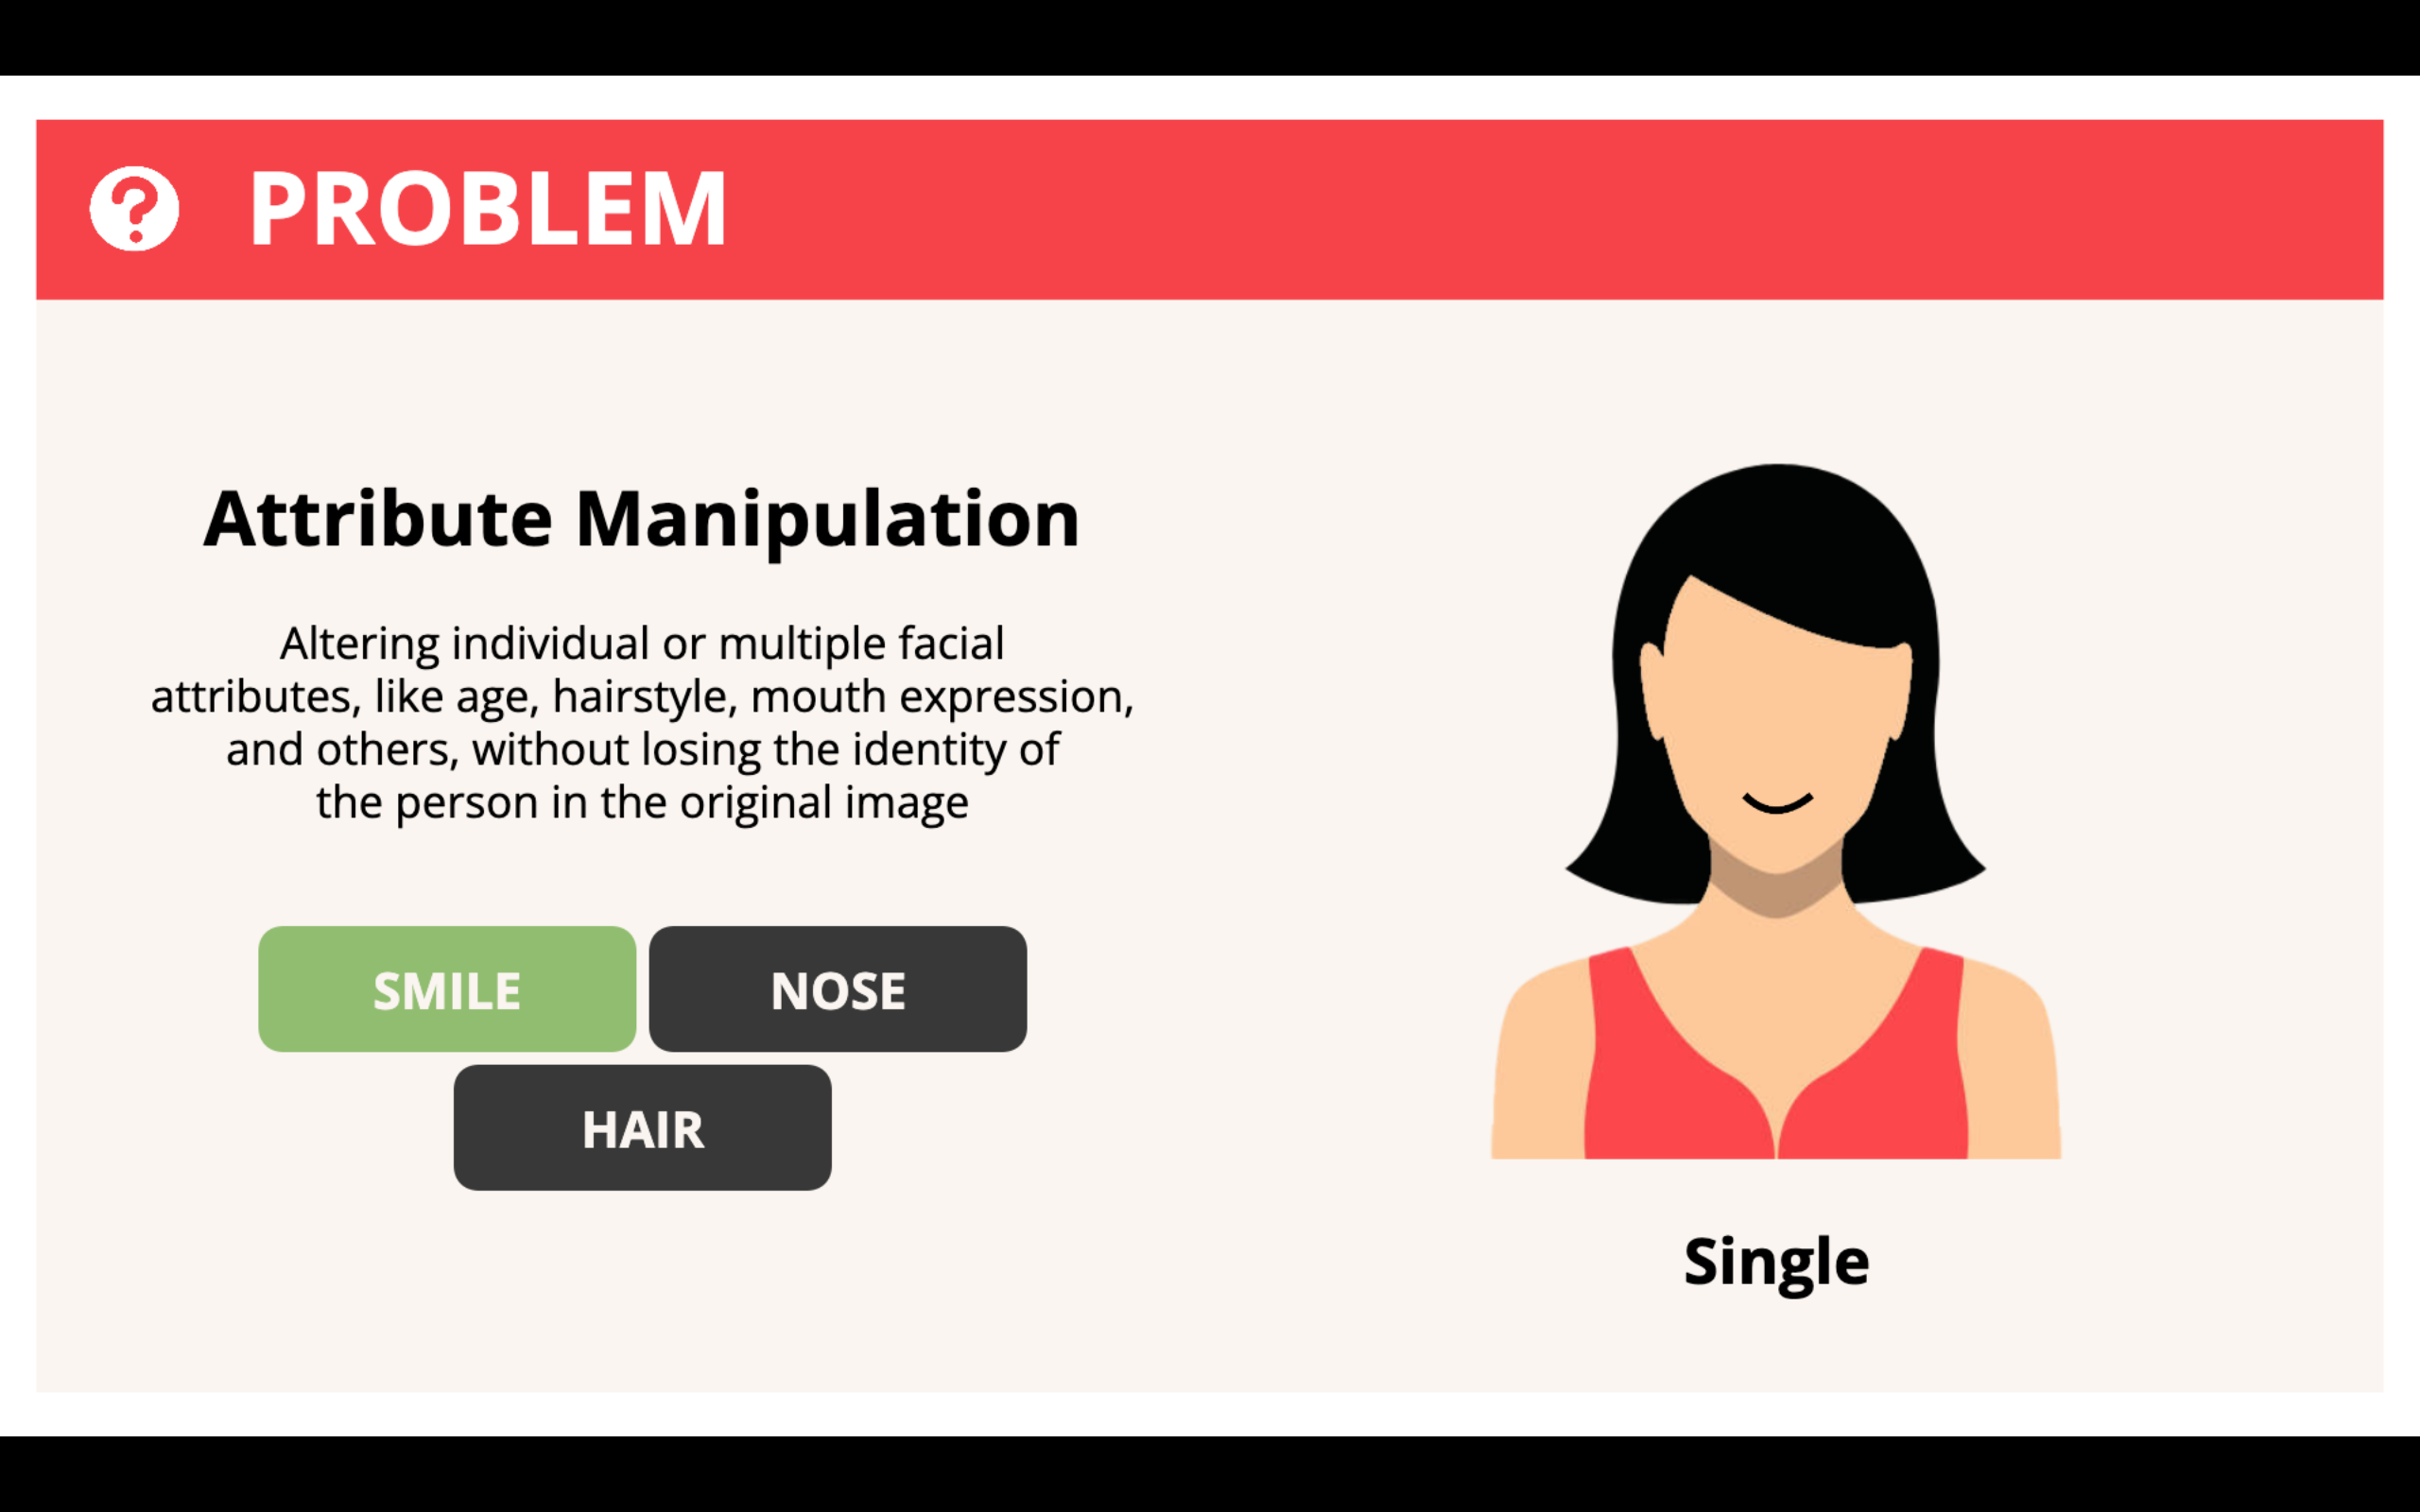 PROBLEM
Attribute Manipulation
Altering individual or multiple facial
attributes, like age, hairstyle, mouth expression,
and others, without losing the identity of
the person in the original image
SMILE
NOSE
HAIR
Single